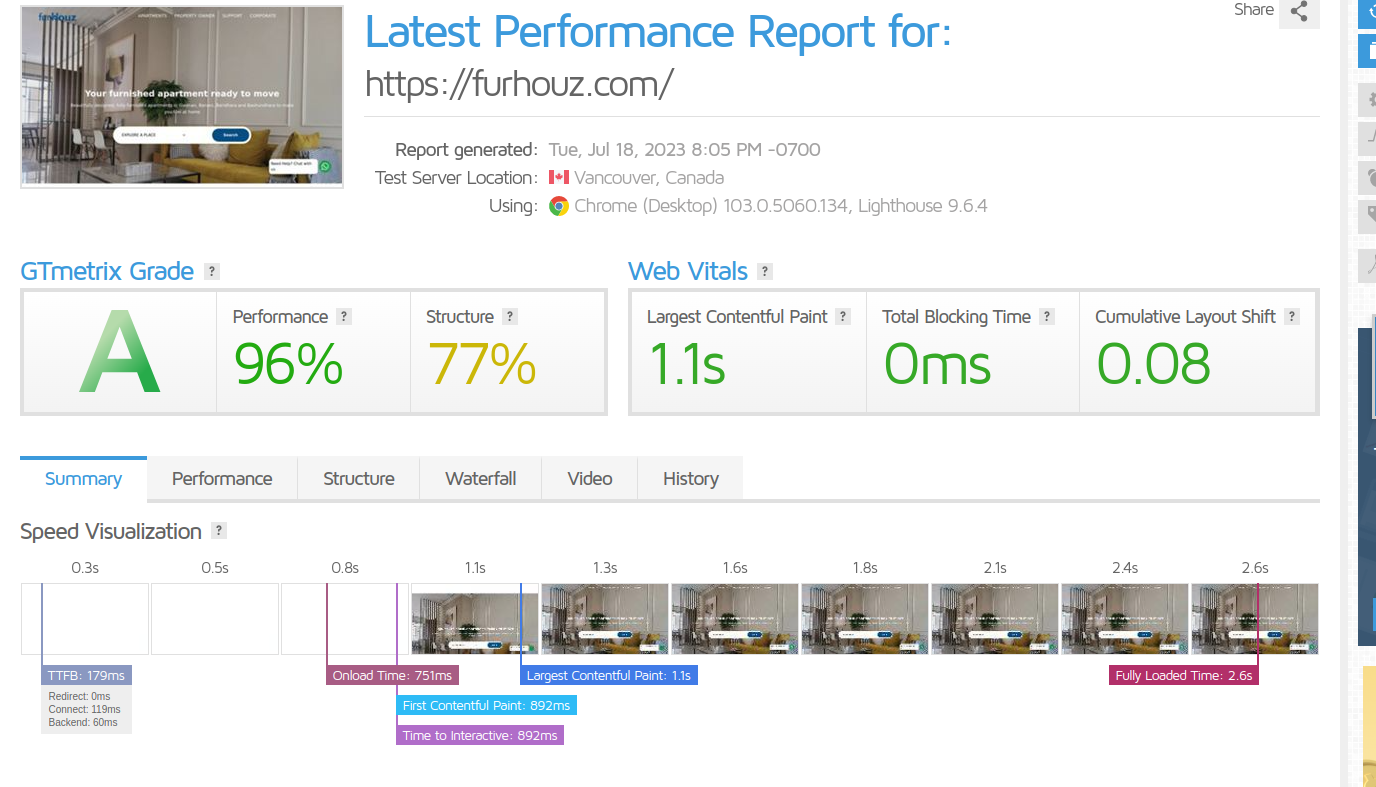 furhouz
APARTMENTS PROPERTY OWNER SUPPORT CORPORATE
Your furnished apartment ready to move
EXPLORE A PLACE
Search
Need Help? Chat with us
Share
Latest Performance Report for:
https://furhouz.com/
Report generated: Tue, Jul 18, 2023 8:05 PM -0700
Test Server Location: Vancouver, Canada
Using: Chrome (Desktop) 103.0.5060.134, Lighthouse 9.6.4
GTmetrix Grade ?
A
Performance ?
96%
Structure ?
77%
Web Vitals ?
Largest Contentful Paint ?
1.1s
Total Blocking Time ?
0ms
Cumulative Layout Shift ?
0.08
Summary Performance Structure Waterfall Video History
Speed Visualization ?
0.3s 0.5s 0.8s 1.1s 1.3s 1.6s 1.8s 2.1s 2.4s 2.6s
TTFB: 179ms
Redirect: 0ms
Connect: 119ms
Backend: 60ms
Onload Time: 751ms
Largest Contentful Paint: 1.1s
Fully Loaded Time: 2.6s
First Contentful Paint: 892ms
Time to Interactive: 892ms